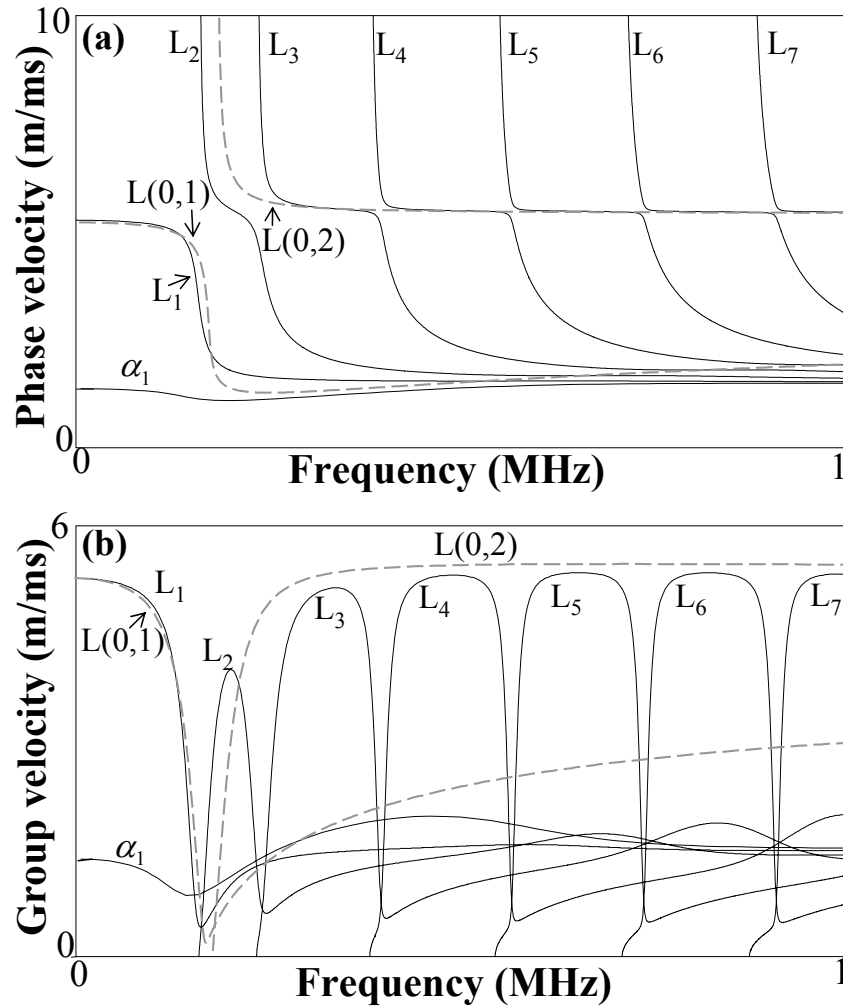 10
(a)
L2
L3
L4
L5
L6
L7
L(0,1)
L(0,2)
L1
α1
Phase velocity (m/ms)
0
0
Frequency (MHz)
1
6
(b)
L(0,2)
L1
L(0,1)
L2
L3
L4
L5
L6
L7
α1
Group velocity (m/ms)
0
0
Frequency (MHz)
1